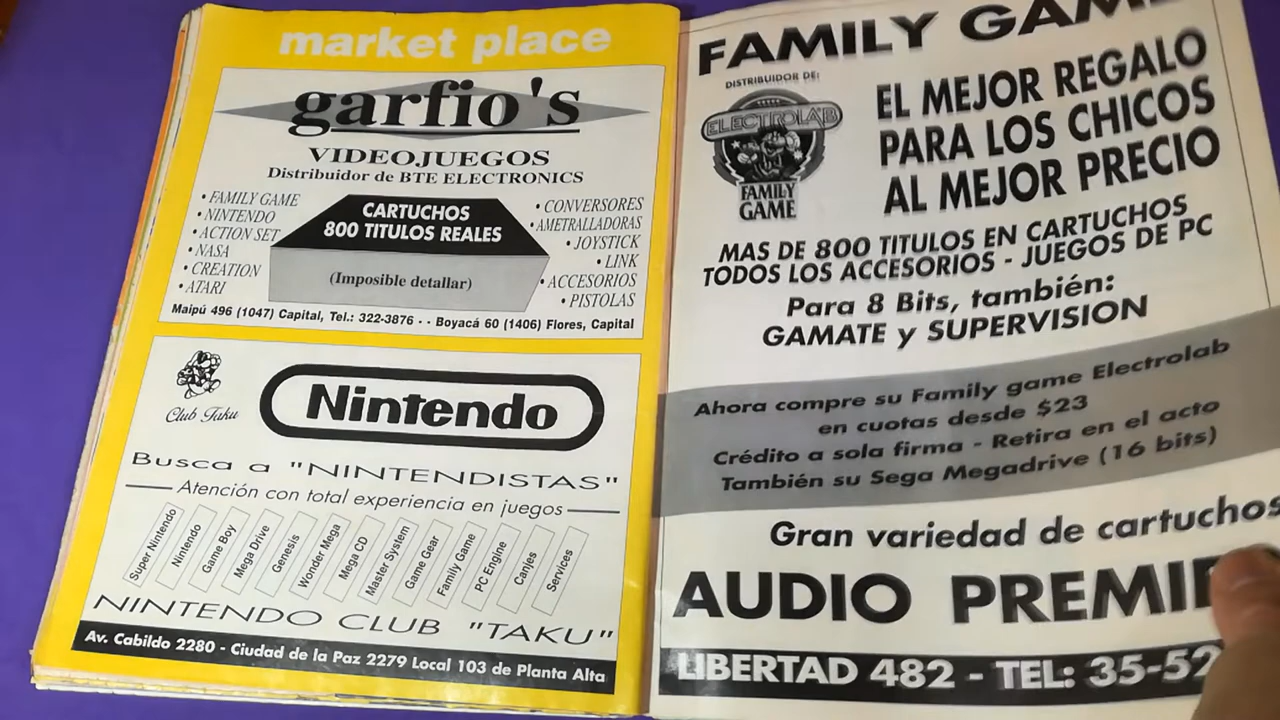 market place
garfio's
VIDEOJUEGOS
Distribuidor de BTE ELECTRONICS
• FAMILY GAME
• NINTENDO
• ACTION SET
• NASA
• CREATION
• ATARI
CARTUCHOS
800 TITULOS REALES
(Imposible detallar)
• CONVERSORES
• AMETRALLADORAS
• JOYSTICK
• LINK
• ACCESORIOS
• PISTOLAS
Maipú 496 (1047) Capital, Tel.: 322-3876 - - Boyacá 60 (1406) Flores, Capital
Club Taku
Nintendo
Busca a "NINTENDISTAS"
Atención con total experiencia en juegos
Super Nintendo
Nintendo
Game Boy
Mega Drive
Genesis
Wonder Mega
Mega CD
Master System
Game Gear
Family Game
PC Engine
Canjes
Services
NINTENDO CLUB "TAKU"
Av. Cabildo 2280 - Ciudad de la Paz 2279 Local 103 de Planta Alta
FAMILY GAME
DISTRIBUIDOR DE:
ELECTROLAB
FAMILY
GAME
EL MEJOR REGALO
PARA LOS CHICOS
AL MEJOR PRECIO
MAS DE 800 TITULOS EN CARTUCHOS
TODOS LOS ACCESORIOS - JUEGOS DE PC
Para 8 Bits, también:
GAMATE y SUPERVISION
Ahora compre su Family game Electrolab
en cuotas desde $23
Crédito a sola firma - Retira en el acto
También su Sega Megadrive (16 bits)
Gran variedad de cartuchos
AUDIO
LIBERTAD 482 - TEL: 35-52